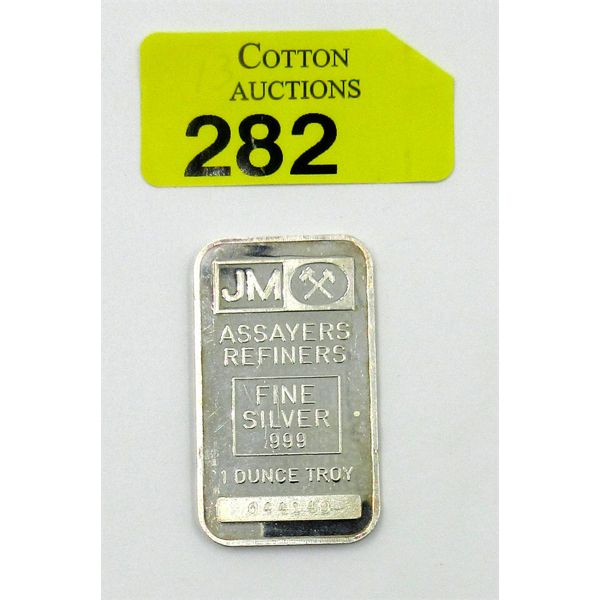 COTTON
AUCTIONS
282
JM
ASSAYERS
REFINERS
FINE
SILVER
999
1 OUNCE TROY